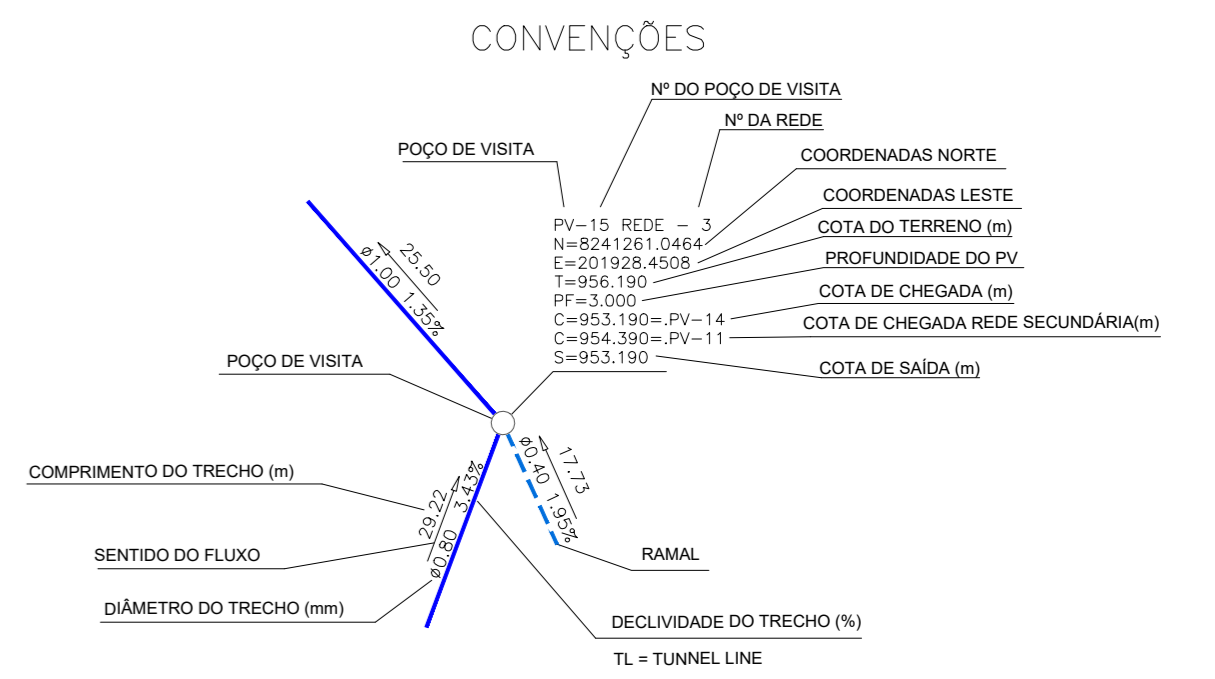 CONVENÇÕES
Nº DO POÇO DE VISITA
Nº DA REDE
POÇO DE VISITA
COORDENADAS NORTE
COORDENADAS LESTE
COTA DO TERRENO (m)
PROFUNDIDADE DO PV
COTA DE CHEGADA (m)
COTA DE CHEGADA REDE SECUNDÁRIA(m)
COTA DE SAÍDA (m)
PV-15 REDE - 3
N=8241261.0464
E=201928.4508
T=956.190
PF=3.000
C=953.190=.PV-14
C=954.390=.PV-11
S=953.190
25.50
ø1.00 1.35%
POÇO DE VISITA
COMPRIMENTO DO TRECHO (m)
29.22
ø0.80 3.43%
17.73
ø0.40 1.95%
SENTIDO DO FLUXO
RAMAL
DIÂMETRO DO TRECHO (mm)
DECLIVIDADE DO TRECHO (%)
TL = TUNNEL LINE